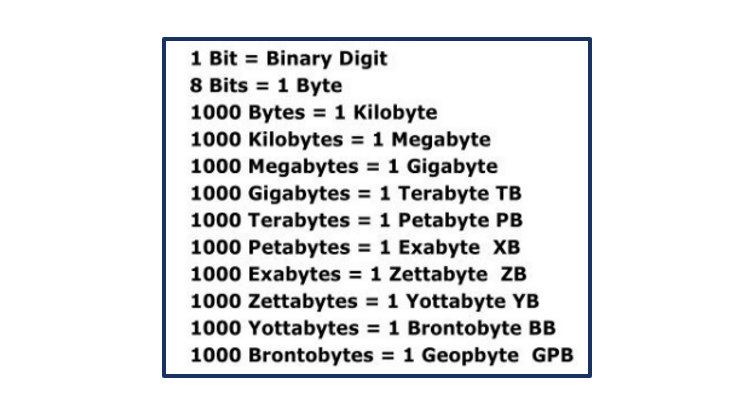 1 Bit = Binary Digit
8 Bits = 1 Byte
1000 Bytes = 1 Kilobyte
1000 Kilobytes = 1 Megabyte
1000 Megabytes = 1 Gigabyte
1000 Gigabytes = 1 Terabyte TB
1000 Terabytes = 1 Petabyte PB
1000 Petabytes = 1 Exabyte  XB
1000 Exabytes = 1 Zettabyte  ZB
1000 Zettabytes = 1 Yottabyte YB
1000 Yottabytes = 1 Brontobyte BB
1000 Brontobytes = 1 Geopbyte  GPB